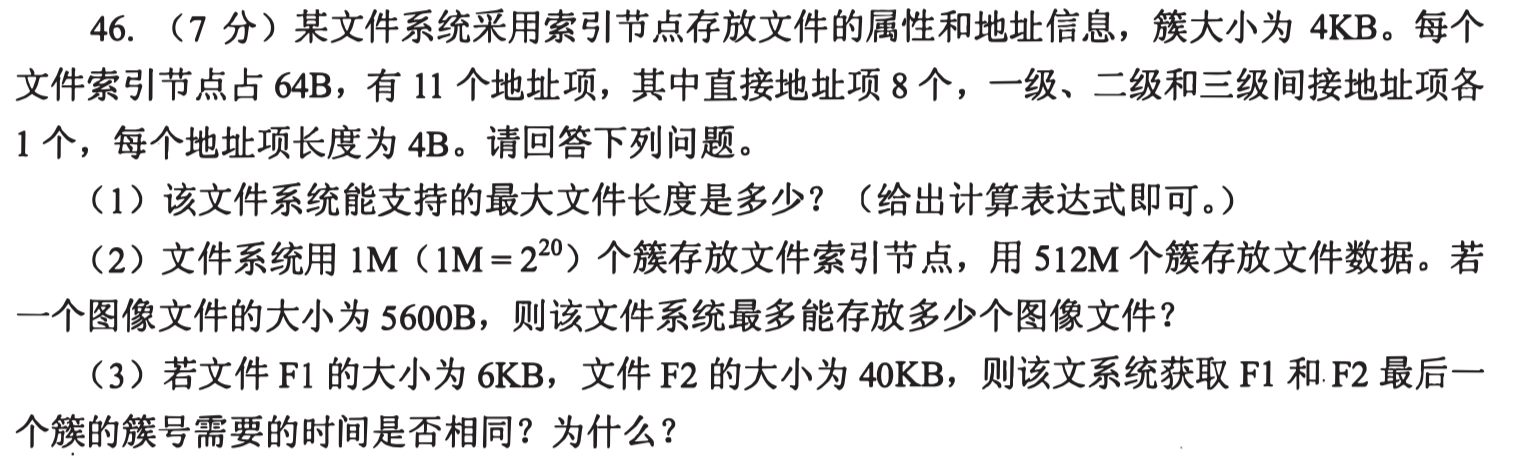 46. （7 分）某文件系统采用索引节点存放文件的属性和地址信息，簇大小为 4KB。每个
文件索引节点占 64B，有 11 个地址项，其中直接地址项 8 个，一级、二级和三级间接地址项各
1 个，每个地址项长度为 4B。请回答下列问题。
（1）该文件系统能支持的最大文件长度是多少？（给出计算表达式即可。）
（2）文件系统用 1M（1M = 2²⁰）个簇存放文件索引节点，用 512M 个簇存放文件数据。若
一个图像文件的大小为 5600B，则该文件系统最多能存放多少个图像文件？
（3）若文件 F1 的大小为 6KB，文件 F2 的大小为 40KB，则该文系统获取 F1 和 F2 最后一
个簇的簇号需要的时间是否相同？为什么？